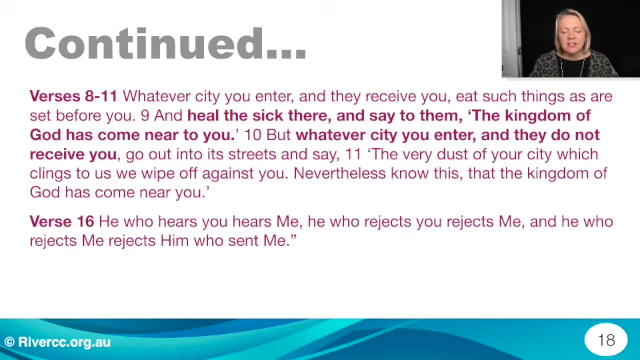 Continued...
Verses 8-11 Whatever city you enter, and they receive you, eat such things as are
set before you. 9 And heal the sick there, and say to them, ‘The kingdom of
God has come near to you.’ 10 But whatever city you enter, and they do not
receive you, go out into its streets and say, 11 ‘The very dust of your city which
clings to us we wipe off against you. Nevertheless know this, that the kingdom of
God has come near you.’
Verse 16 He who hears you hears Me, he who rejects you rejects Me, and he who
rejects Me rejects Him who sent Me.”
© Rivercc.org.au
18